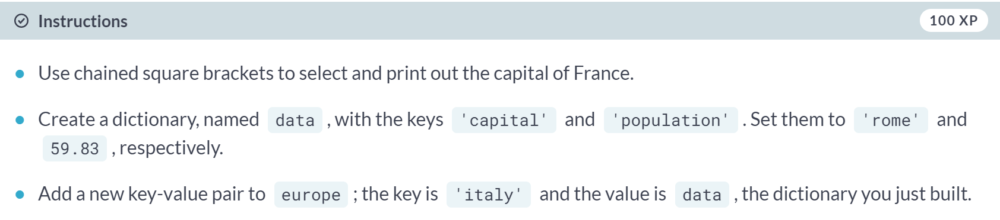 Instructions 100 XP
Use chained square brackets to select and print out the capital of France.
Create a dictionary, named data , with the keys 'capital' and 'population' . Set them to 'rome' and
59.83 , respectively.
Add a new key-value pair to europe ; the key is 'italy' and the value is data , the dictionary you just built.